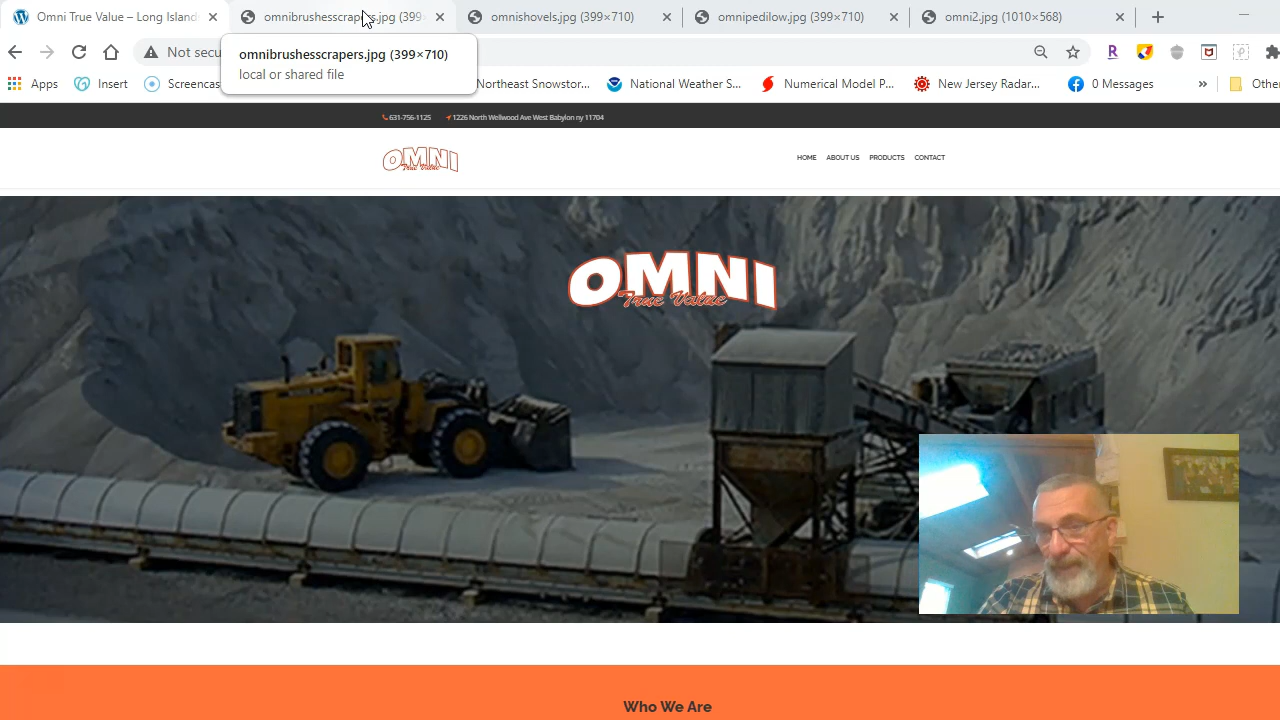 Omni True Value – Long Island
omnibrushesscrapers.jpg (399×
omnishovels.jpg (399×710)
omnipedilow.jpg (399×710)
omni2.jpg (1010×568)
Not secu
omnibrushesscrapers.jpg (399×710)
local or shared file
R
Apps
Insert
Screencas
Northeast Snowstor...
National Weather S...
Numerical Model P...
New Jersey Radar...
0 Messages
»
Other
631-756-1125
1226 North Wellwood Ave West Babylon ny 11704
OMNI
True Value
HOME
ABOUT US
PRODUCTS
CONTACT
OMNI
True Value
Who We Are